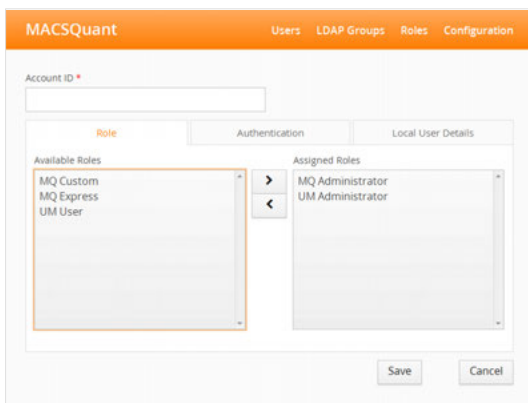 MACSQuant Users LDAP Groups Roles Configuration
Account ID *
Role Authentication Local User Details
Available Roles Assigned Roles
MQ Custom
MQ Express
UM User
MQ Administrator
UM Administrator
Save Cancel